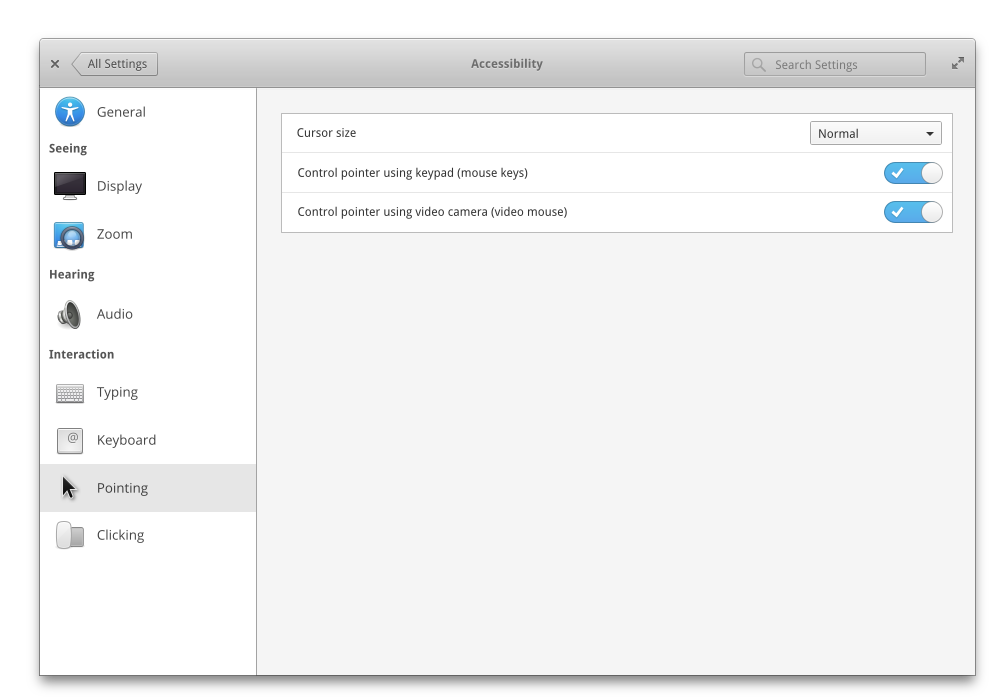 All Settings
Accessibility
Search Settings
General
Seeing
Display
Zoom
Hearing
Audio
Interaction
Typing
@
Keyboard
Pointing
Clicking
Cursor size
Normal
Control pointer using keypad (mouse keys)
Control pointer using video camera (video mouse)